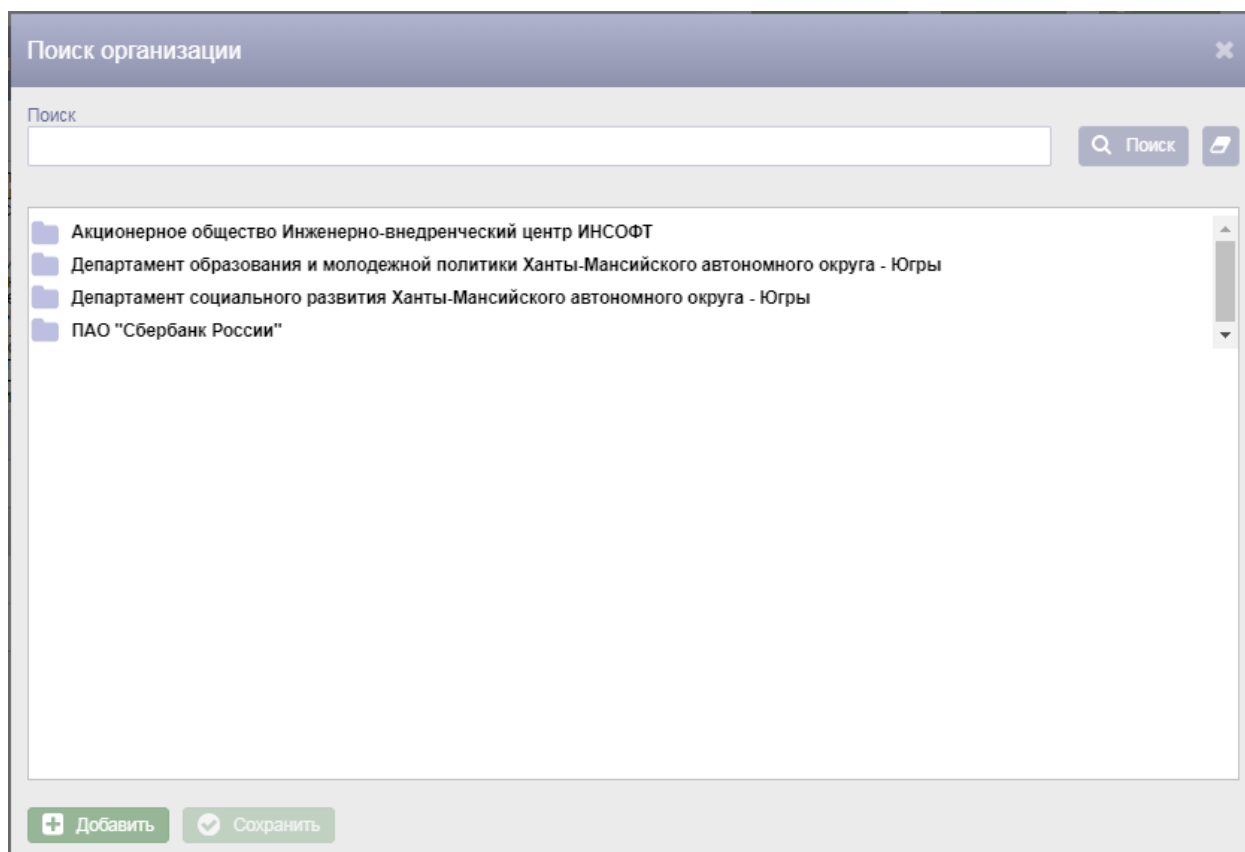 Поиск организации
Поиск
Поиск
Акционерное общество Инженерно-внедренческий центр ИНСОФТ
Департамент образования и молодежной политики Ханты-Мансийского автономного округа - Югры
Департамент социального развития Ханты-Мансийского автономного округа - Югры
ПАО "Сбербанк России"
Добавить
Сохранить